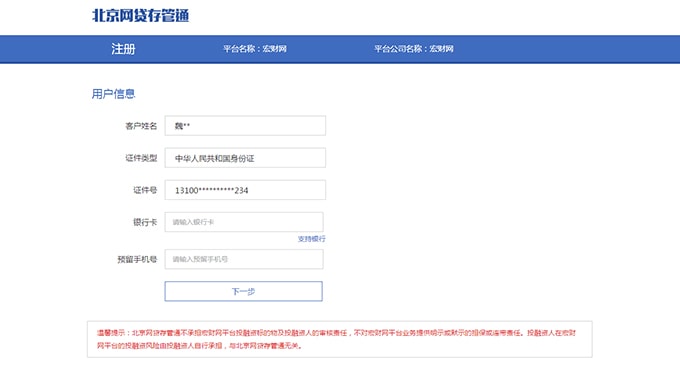 北京网贷存管通
注册 平台名称：宏财网 平台公司名称：宏财网
用户信息
客户姓名 魏**
证件类型 中华人民共和国身份证
证件号 13100**********234
银行卡 请输入银行卡
支持银行
预留手机号 请输入预留手机号
下一步
温馨提示：北京网贷存管通不承担宏财网平台投融资标的物及投融资人的审核责任，不对宏财网平台业务提供明示或默示的担保或连带责任。投融资人在宏财
网平台的投融资风险由投融资人自行承担，与北京网贷存管通无关。